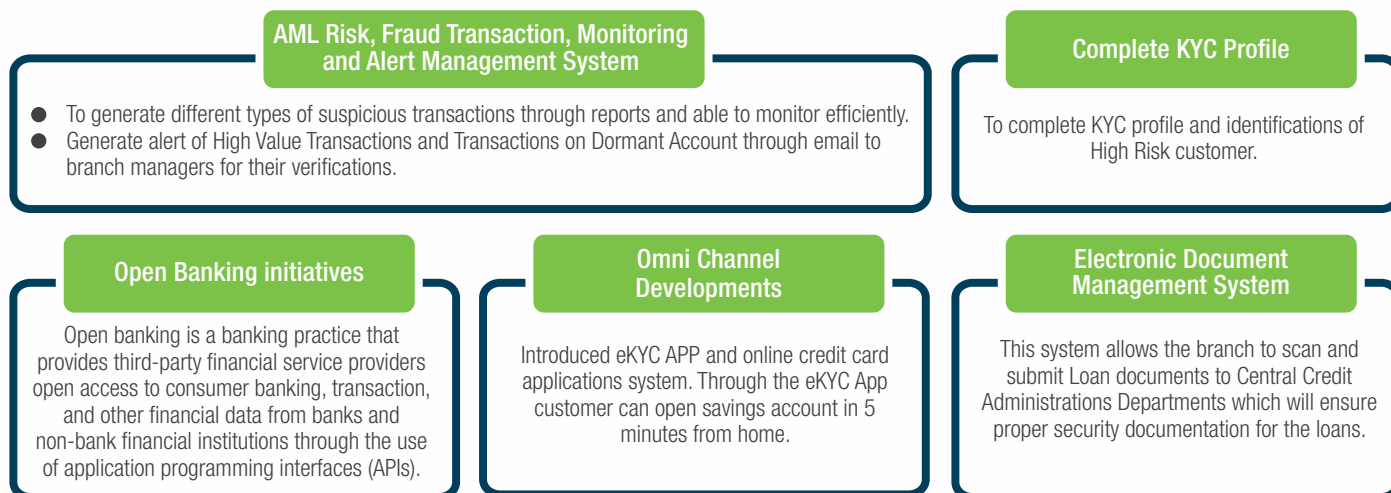 AML Risk, Fraud Transaction, Monitoring
and Alert Management System
● To generate different types of suspicious transactions through reports and able to monitor efficiently.
● Generate alert of High Value Transactions and Transactions on Dormant Account through email to
branch managers for their verifications.
Complete KYC Profile
To complete KYC profile and identifications of
High Risk customer.
Open Banking initiatives
Open banking is a banking practice that
provides third-party financial service providers
open access to consumer banking, transaction,
and other financial data from banks and
non-bank financial institutions through the use
of application programming interfaces (APIs).
Omni Channel
Developments
Introduced eKYC APP and online credit card
applications system. Through the eKYC App
customer can open savings account in 5
minutes from home.
Electronic Document
Management System
This system allows the branch to scan and
submit Loan documents to Central Credit
Administrations Departments which will ensure
proper security documentation for the loans.